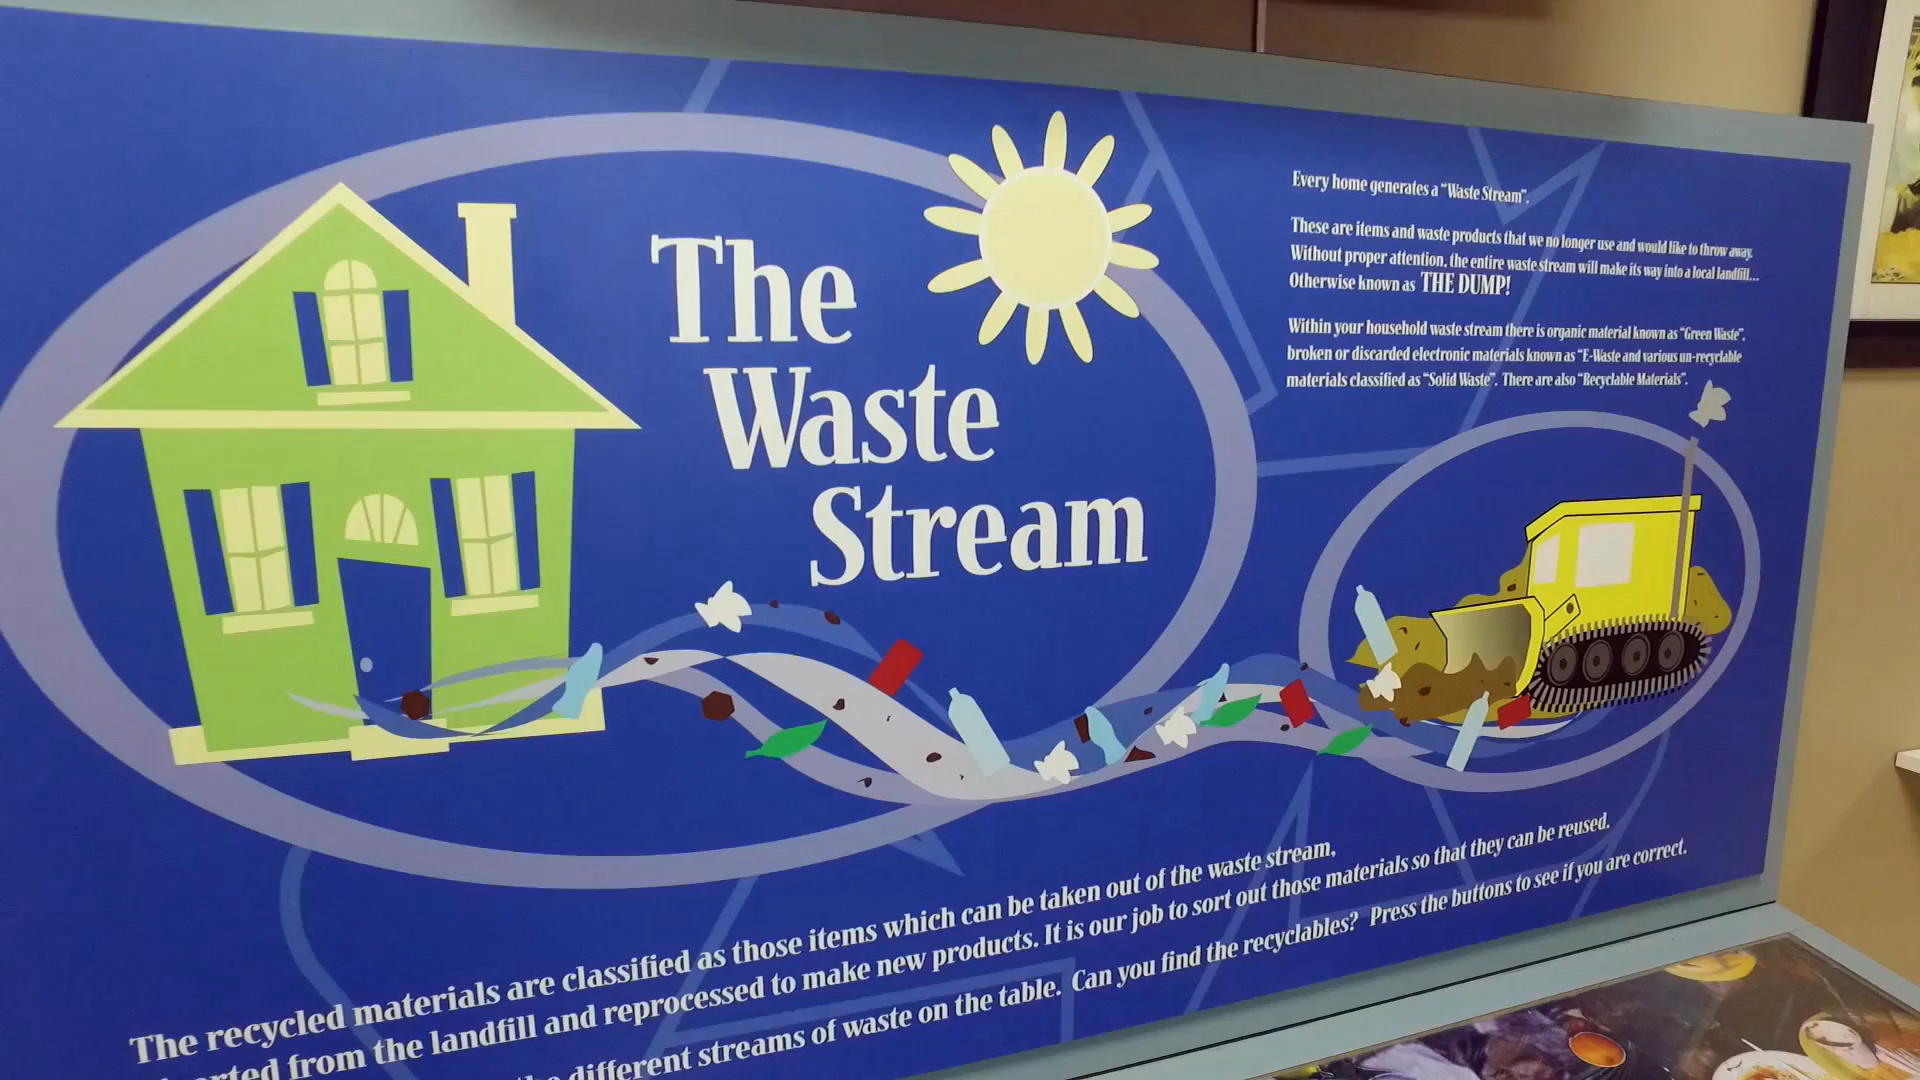 The
Waste
Stream
Every home generates a "Waste Stream".
These are items and waste products that we no longer use and would like to throw away.
Without proper attention, the entire waste stream will make its way into a local landfill...
Otherwise known as THE DUMP!
Within your household waste stream there is organic material known as "Green Waste",
broken or discarded electronic materials known as "E-Waste and various un-recyclable
materials classified as "Solid Waste". There are also "Recyclable Materials".
The recycled materials are classified as those items which can be taken out of the waste stream,
from the landfill and reprocessed to make new products. It is our job to sort out those materials so that they can be reused.
different streams of waste on the table. Can you find the recyclables? Press the buttons to see if you are correct.